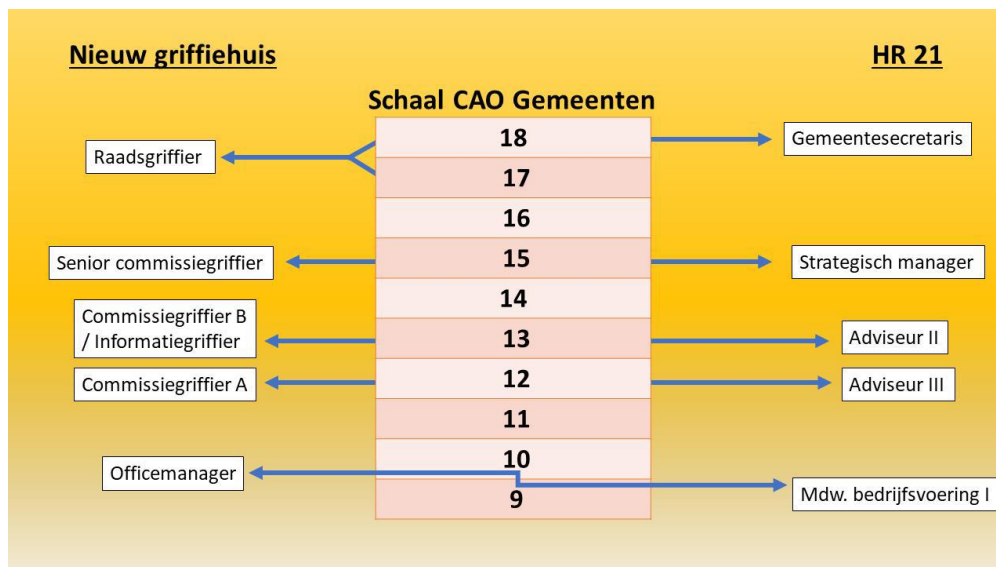 Nieuw griffiehuis
HR 21
Schaal CAO Gemeenten
18
Gemeentesecretaris
Raadsgriffier
17
16
Senior commissiegriffier
15
Strategisch manager
14
Commissiegriffier B
/ Informatiegriffier
13
Adviseur II
Commissiegriffier A
12
Adviseur III
11
10
Officemanager
9
Mdw. bedrijfsvoering I